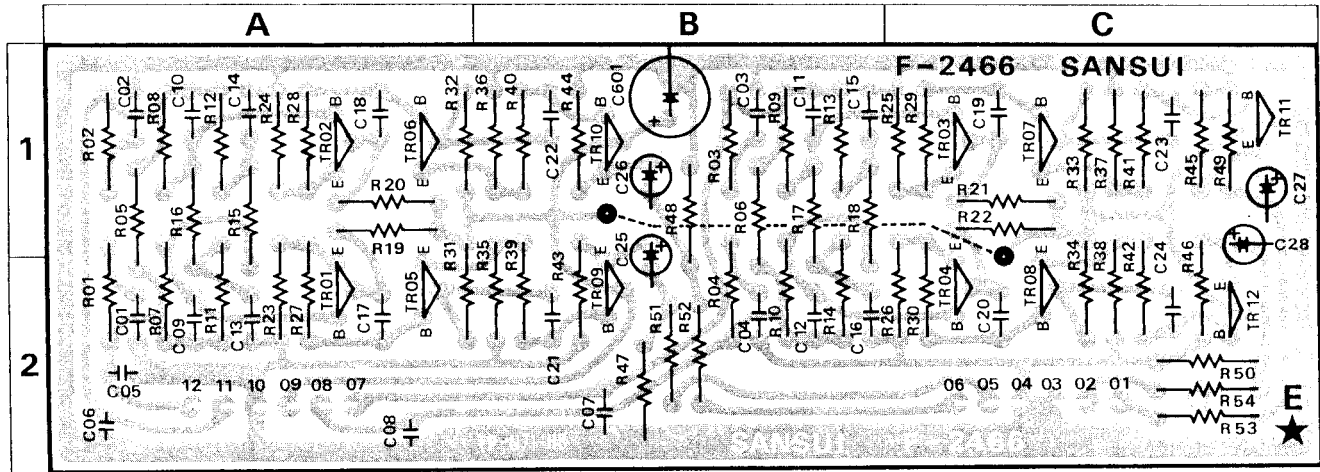 A B C
1
2
F-2466 SANSUI
C02 C10 C14 C18 R32 R36 R40 R44 C601 C03 C11 C15 C19
R02 R08 R12 R24 R28 B TR02 E B TR06 E C22 B TR10 E C26 R03 R09 R13 R25 R29 B TR03 E B TR07 E R33 R37 R41 C23 R45 R49 B TR11 E
R05 R16 R15 R20 R48 R06 R17 R18 R21 C27
R19 R22
R31 R35 R39 R43 C25 R34 R38 R42 C24 R46 C28
R01 C01 R07 C09 R11 C13 R23 R27 E TR01 B C17 E TR05 B E TR09 B R51 R52 R04 C04 R10 C12 R14 C16 R26 R30 E TR04 B C20 E TR08 B E TR12 B
C21 R47
C05 12 11 10 09 08 07 06 05 04 03 02 01 R50
C06 C08 C07 R54
R53 E
SANSUI F-2466